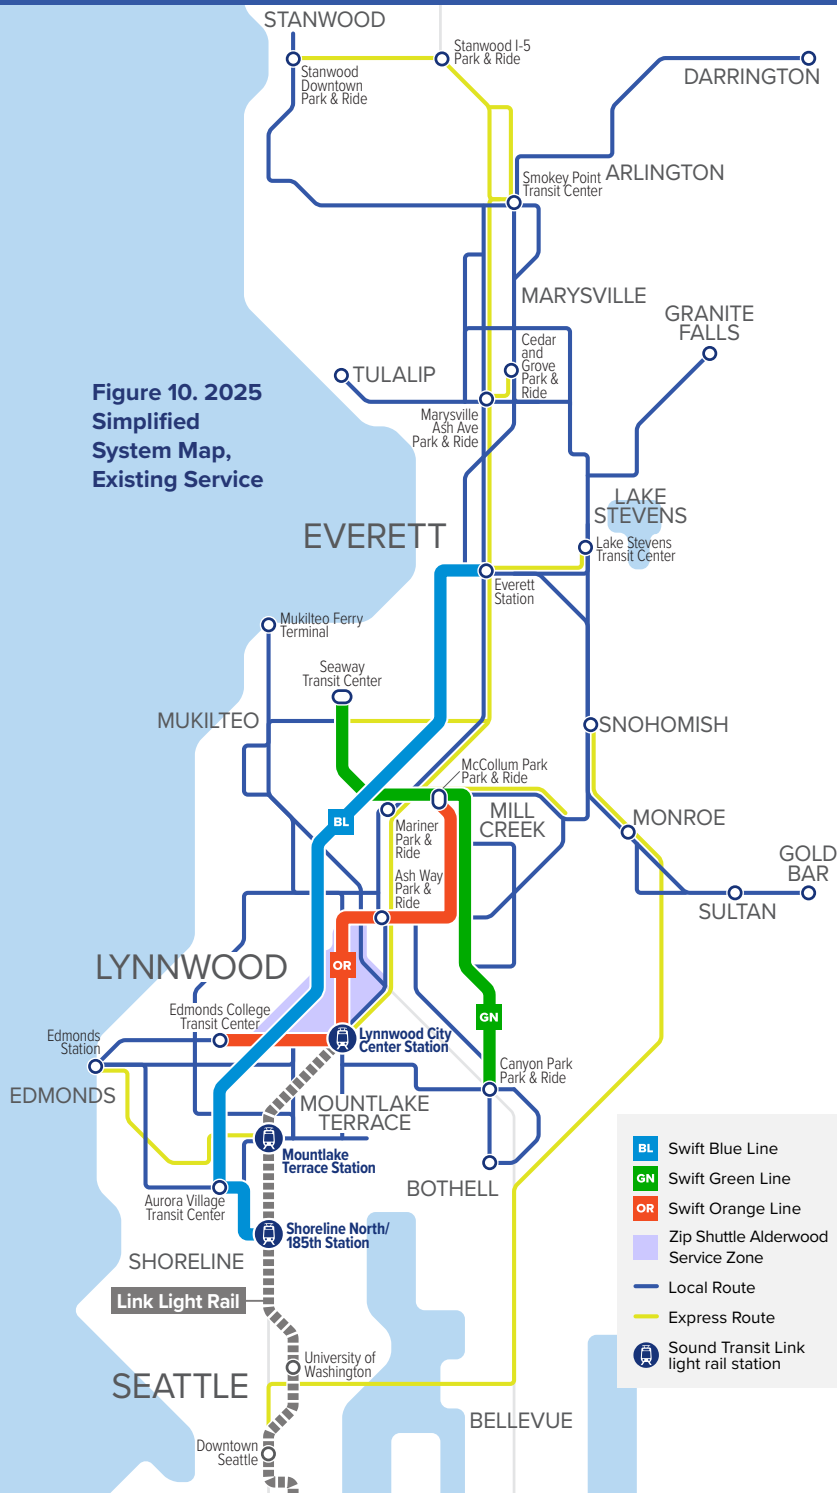 STANWOOD
Stanwood I-5
Park & Ride
Stanwood
Downtown
Park & Ride
DARRINGTON
ARLINGTON
Smokey Point
Transit Center
MARYSVILLE
GRANITE
FALLS
Cedar
and
Grove
Park &
Ride
TULALIP
Figure 10. 2025
Simplified
System Map,
Existing Service
Marysville
Ash Ave
Park & Ride
LAKE
STEVENS
EVERETT
Lake Stevens
Transit Center
Everett
Station
Mukilteo Ferry
Terminal
Seaway
Transit Center
MUKILTEO
SNOHOMISH
McCollum Park
Park & Ride
BL
Mariner
Park &
Ride
MILL
CREEK
MONROE
GOLD
BAR
Ash Way
Park &
Ride
SULTAN
LYNNWOOD
OR
Edmonds College
Transit Center
GN
Edmonds
Station
Lynnwood City
Center Station
Canyon Park
Park & Ride
EDMONDS
MOUNTLAKE
TERRACE
Mountlake
Terrace Station
BOTHELL
Aurora Village
Transit Center
Shoreline North/
185th Station
SHORELINE
Link Light Rail
University of
Washington
SEATTLE
BELLEVUE
Downtown
Seattle
BL Swift Blue Line
GN Swift Green Line
OR Swift Orange Line
Zip Shuttle Alderwood
Service Zone
Local Route
Express Route
Sound Transit Link
light rail station